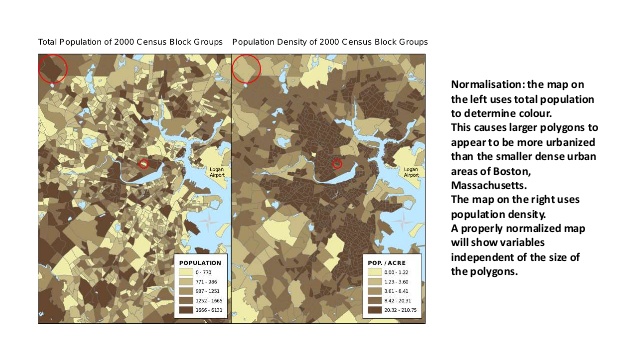 Total Population of 2000 Census Block Groups
Population Density of 2000 Census Block Groups
Normalisation: the map on
the left uses total population
to determine colour.
This causes larger polygons to
appear to be more urbanized
than the smaller dense urban
areas of Boston,
Massachusetts.
The map on the right uses
population density.
A properly normalized map
will show variables
independent of the size of
the polygons.
Logan
Airport
Logan
Airport
POPULATION
0 - 770
771 - 986
987 - 1251
1252 - 1665
1666 - 6131
POP. / ACRE
0.00 - 1.22
1.23 - 3.60
3.61 - 8.41
8.42 - 20.31
20.32 - 210.75